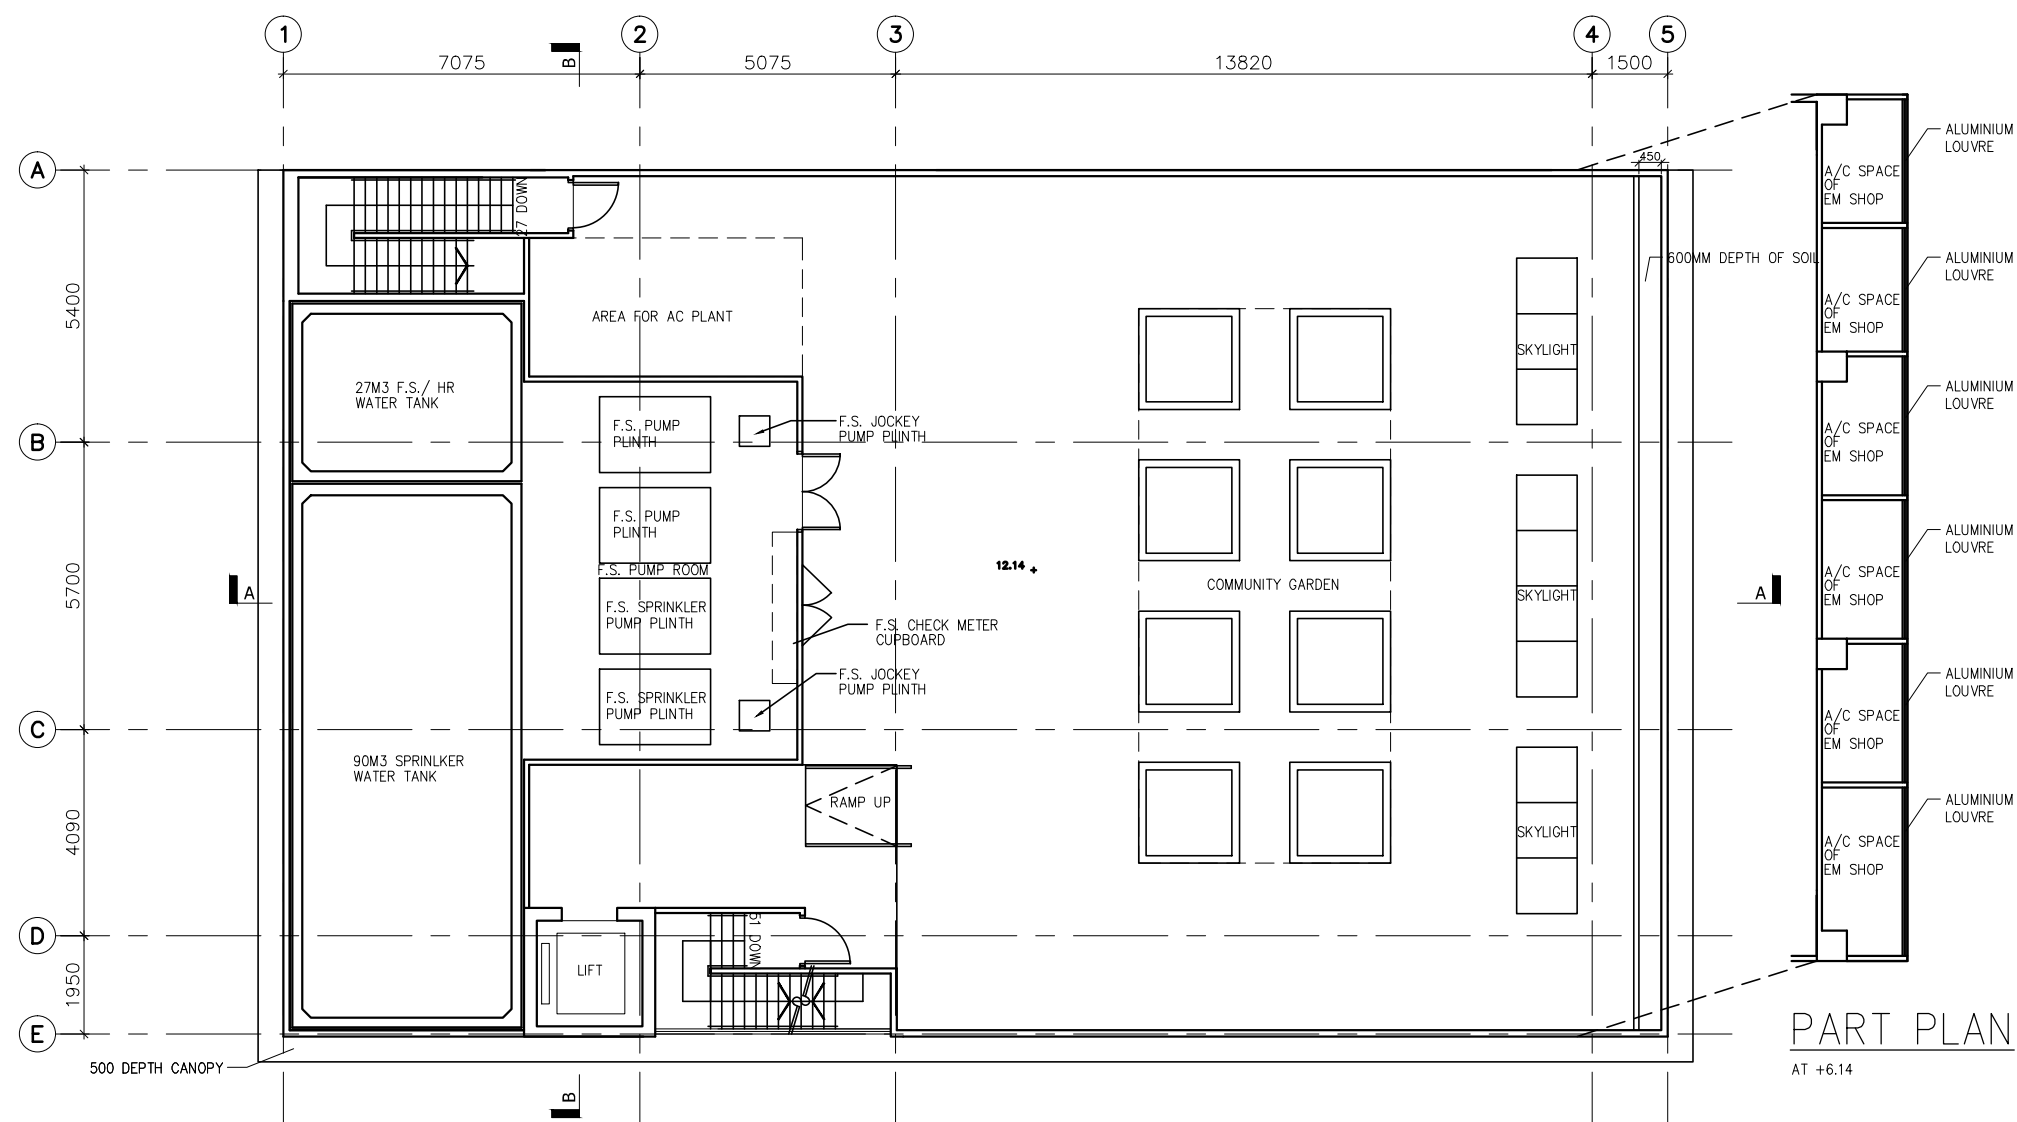 1
2
3
4
5
B
7075
5075
13820
1500
A
B
C
D
E
5400
5700
4090
1950
450
27 DOWN
AREA FOR AC PLANT
27M3 F.S./ HR
WATER TANK
F.S. PUMP
PLINTH
F.S. JOCKEY
PUMP PLINTH
F.S. PUMP
PLINTH
F.S. PUMP ROOM
F.S. SPRINKLER
PUMP PLINTH
F.S. CHECK METER
CUPBOARD
F.S. SPRINKLER
PUMP PLINTH
F.S. JOCKEY
PUMP PLINTH
90M3 SPRINLKER
WATER TANK
RAMP UP
51 DOWN
LIFT
12.14
COMMUNITY GARDEN
SKYLIGHT
SKYLIGHT
SKYLIGHT
600MM DEPTH OF SOIL
A
A
B
500 DEPTH CANOPY
A/C SPACE
OF
EM SHOP
ALUMINIUM
LOUVRE
A/C SPACE
OF
EM SHOP
ALUMINIUM
LOUVRE
A/C SPACE
OF
EM SHOP
ALUMINIUM
LOUVRE
A/C SPACE
OF
EM SHOP
ALUMINIUM
LOUVRE
A/C SPACE
OF
EM SHOP
ALUMINIUM
LOUVRE
A/C SPACE
OF
EM SHOP
ALUMINIUM
LOUVRE
PART PLAN
AT +6.14